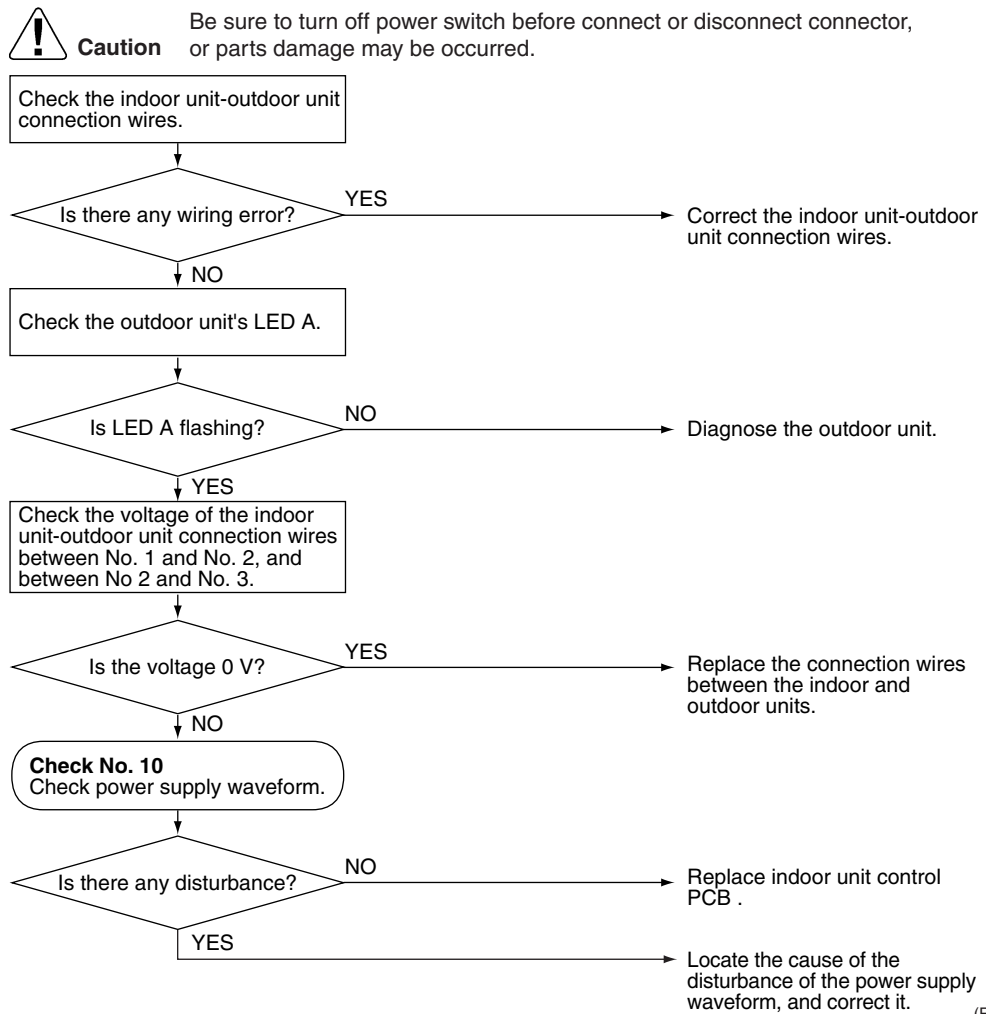 Be sure to turn off power switch before connect or disconnect connector,
Caution or parts damage may be occurred.
Check the indoor unit-outdoor unit
connection wires.
Is there any wiring error?
YES
Correct the indoor unit-outdoor
unit connection wires.
NO
Check the outdoor unit's LED A.
Is LED A flashing?
NO
Diagnose the outdoor unit.
YES
Check the voltage of the indoor
unit-outdoor unit connection wires
between No. 1 and No. 2, and
between No 2 and No. 3.
Is the voltage 0 V?
YES
Replace the connection wires
between the indoor and
outdoor units.
NO
Check No. 10
Check power supply waveform.
Is there any disturbance?
NO
Replace indoor unit control
PCB .
YES
Locate the cause of the
disturbance of the power supply
waveform, and correct it.